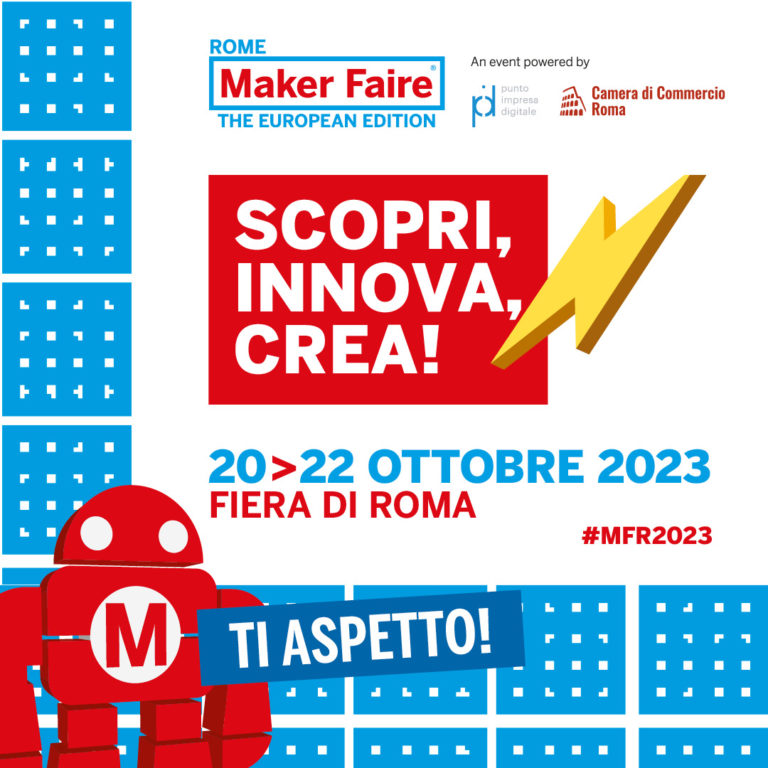 ROME
Maker Faire®
THE EUROPEAN EDITION
An event powered by
pid
punto
impresa
digitale
Camera di Commercio
Roma
SCOPRI,
INNOVA,
CREA!
20>22 OTTOBRE 2023
FIERA DI ROMA
#MFR2023
M
TI ASPETTO!